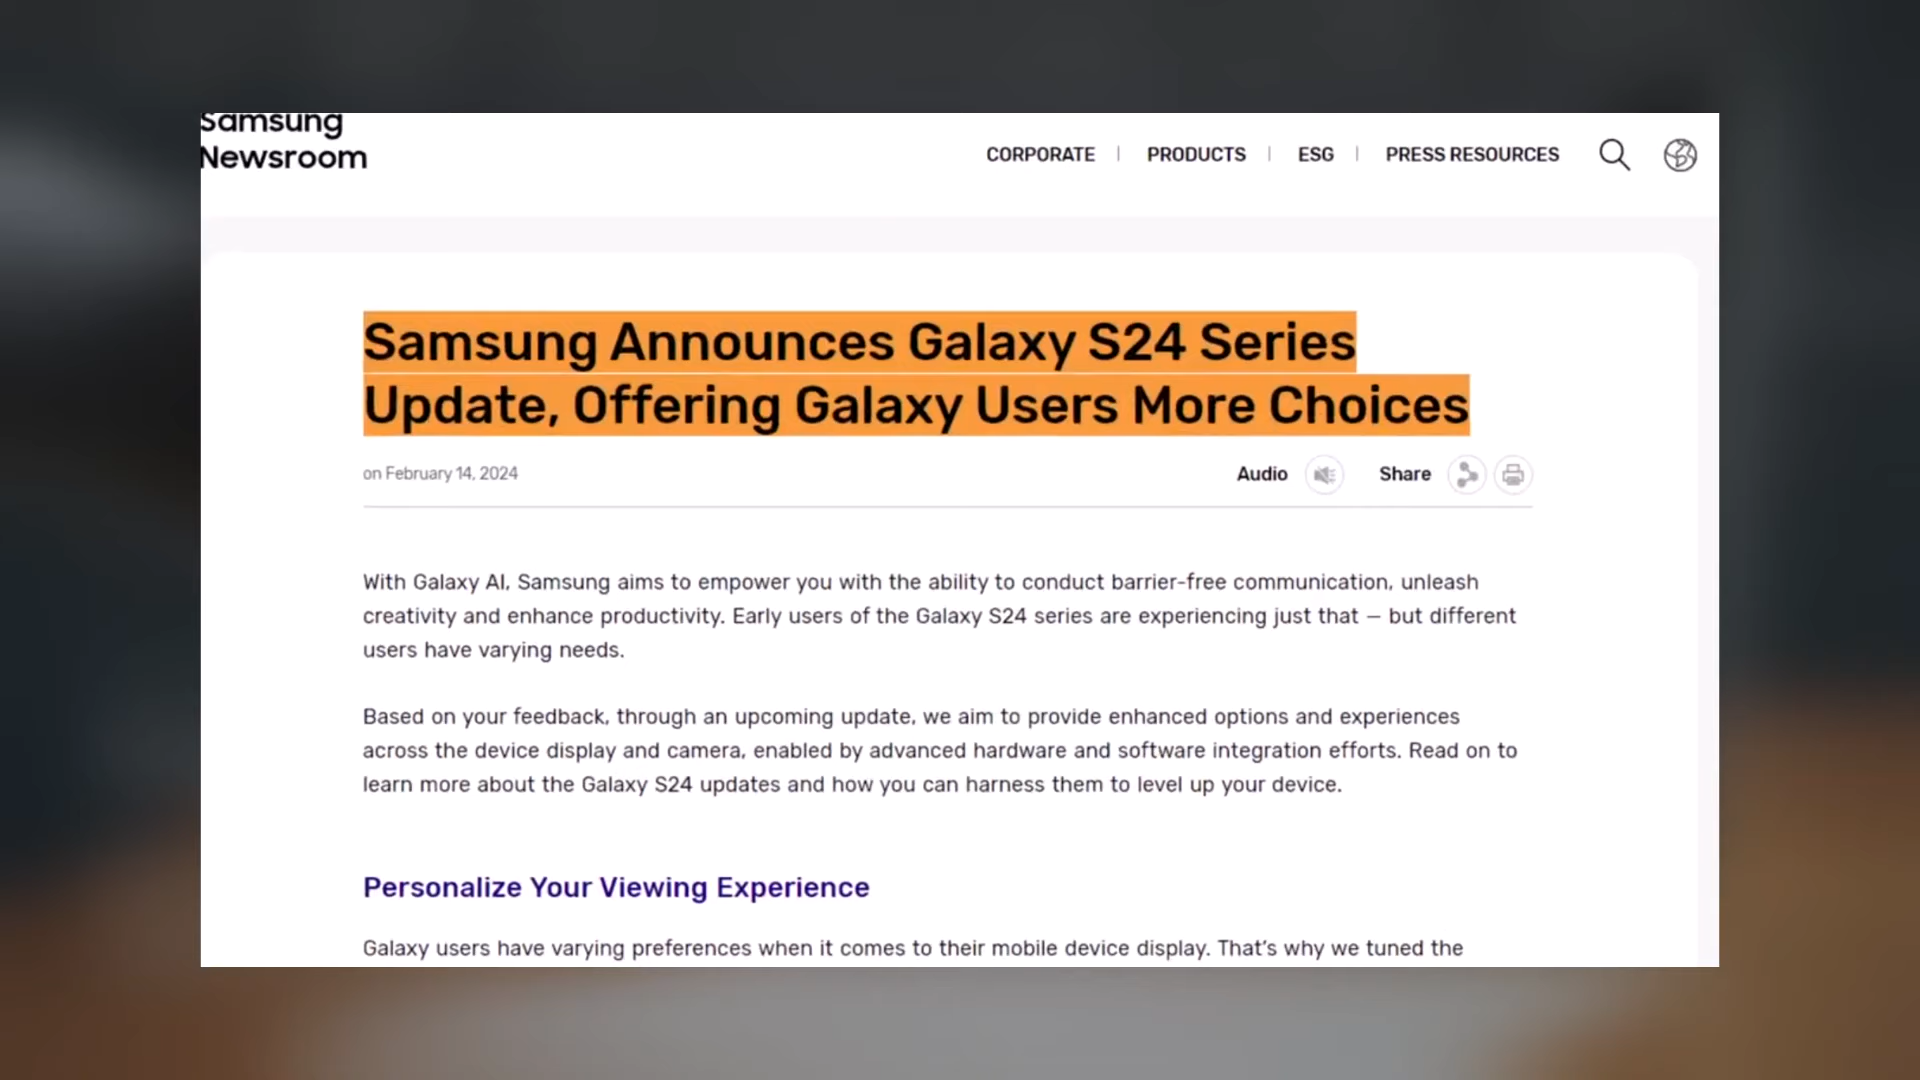 Samsung
Newsroom
CORPORATE | PRODUCTS | ESG | PRESS RESOURCES
Samsung Announces Galaxy S24 Series
Update, Offering Galaxy Users More Choices
on February 14, 2024
Audio Share
With Galaxy AI, Samsung aims to empower you with the ability to conduct barrier-free communication, unleash
creativity and enhance productivity. Early users of the Galaxy S24 series are experiencing just that – but different
users have varying needs.
Based on your feedback, through an upcoming update, we aim to provide enhanced options and experiences
across the device display and camera, enabled by advanced hardware and software integration efforts. Read on to
learn more about the Galaxy S24 updates and how you can harness them to level up your device.
Personalize Your Viewing Experience
Galaxy users have varying preferences when it comes to their mobile device display. That’s why we tuned the